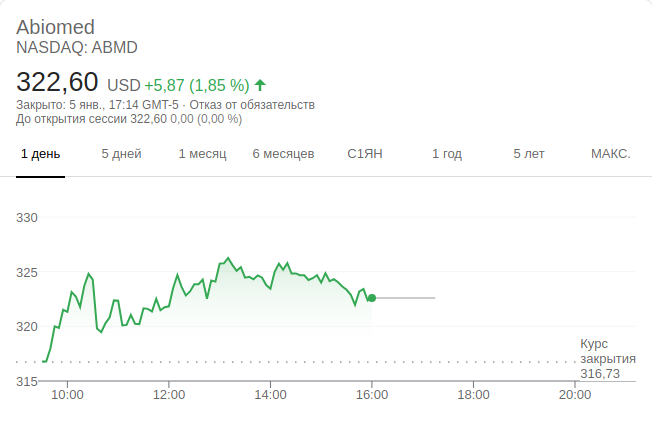 Abiomed
NASDAQ: ABMD
322,60 USD +5,87 (1,85 %)
Закрыто: 5 янв., 17:14 GMT-5 · Отказ от обязательств
До открытия сессии 322,60 0,00 (0,00 %)
1 день 5 дней 1 месяц 6 месяцев С1ЯН 1 год 5 лет МАКС.
330
325
320
315
Курс
закрытия
316,73
10:00 12:00 14:00 16:00 18:00 20:00